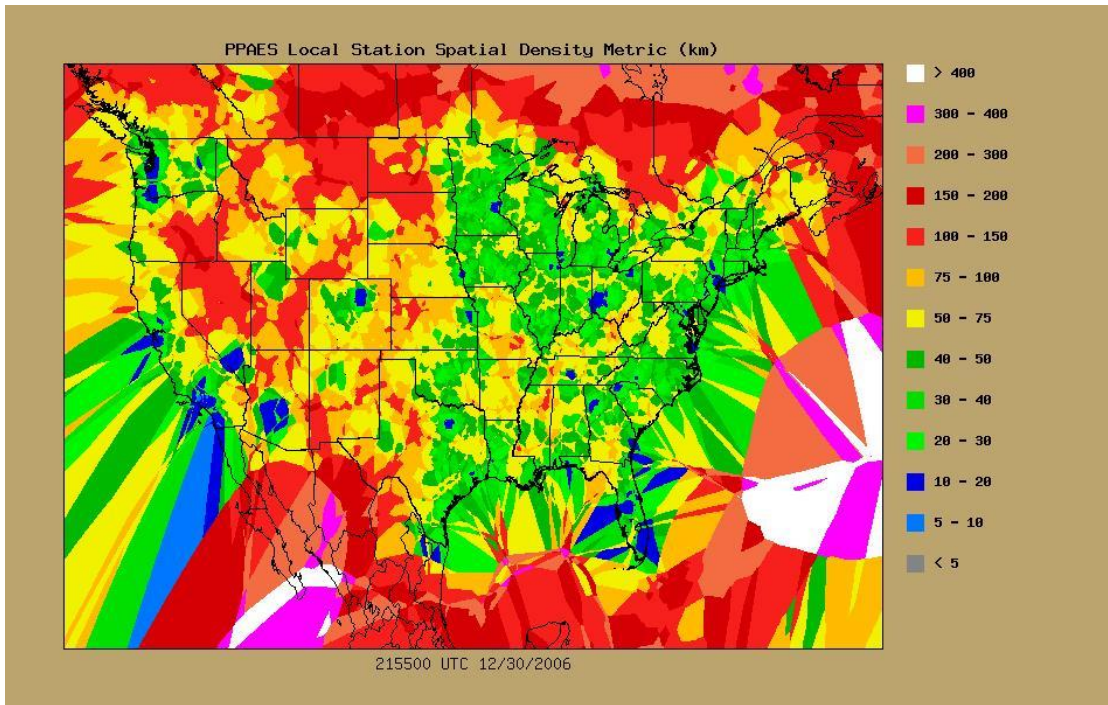 PPAES Local Station Spatial Density Metric (km)
> 400
300 - 400
200 - 300
150 - 200
100 - 150
75 - 100
50 - 75
40 - 50
30 - 40
20 - 30
10 - 20
5 - 10
< 5
215500 UTC 12/30/2006